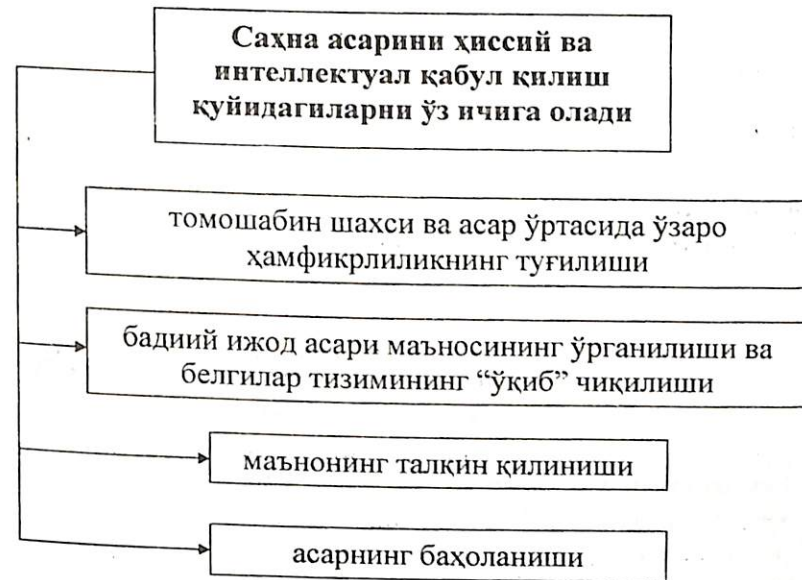 Саҳна асарини ҳиссий ва
интеллектуал қабул қилиш
қуйидагиларни ўз ичига олади
томошабин шахси ва асар ўртасида ўзаро
ҳамфикрлиликнинг туғилиши
бадиий ижод асари маъносининг ўрганилиши ва
белгилар тизимининг “ўқиб” чиқилиши
маънонинг талқин қилиниши
асарнинг баҳоланиши